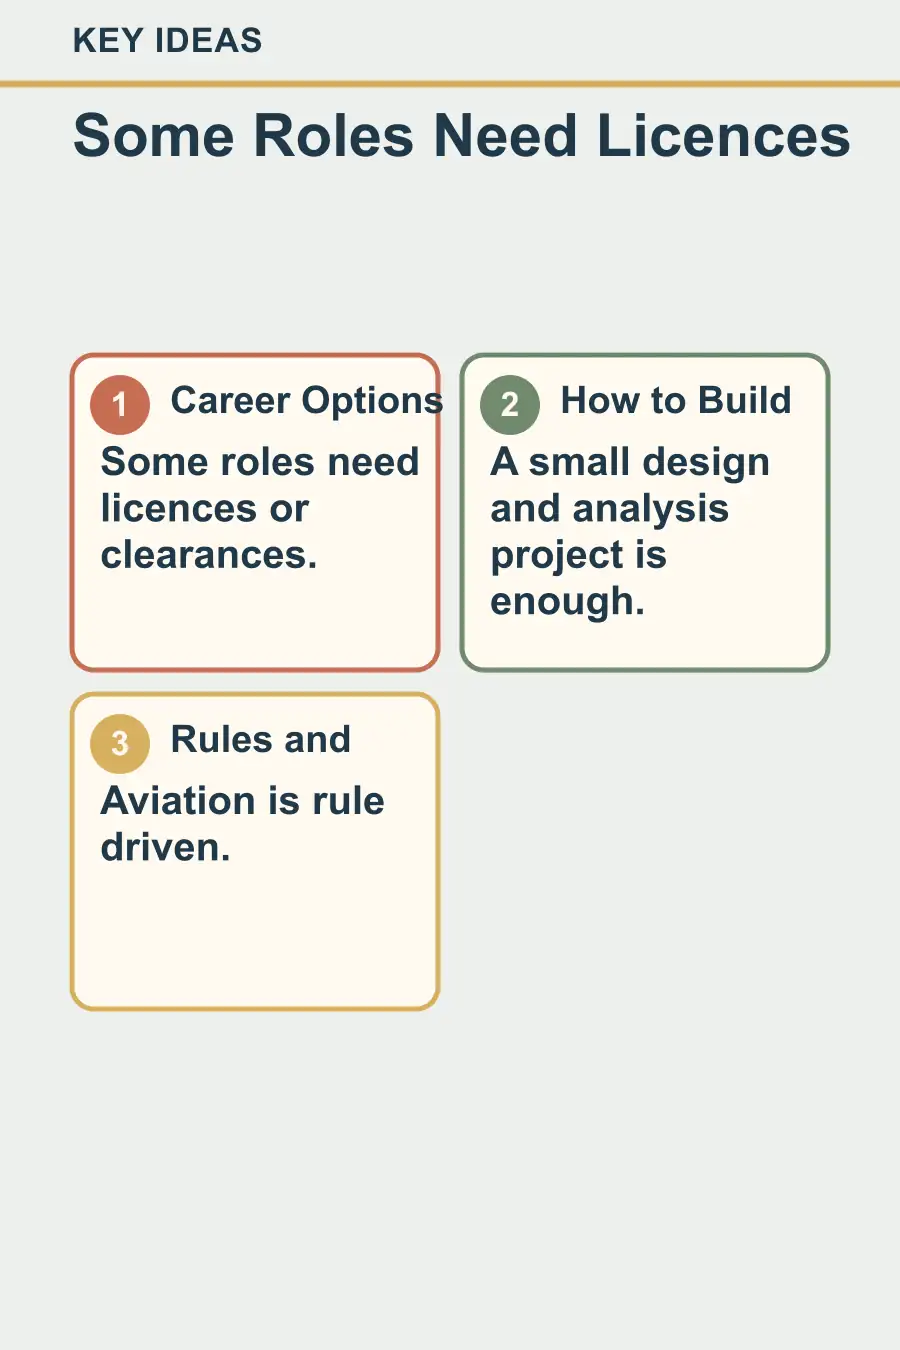 KEY IDEAS
Some Roles Need Licences
1 Career Options
Some roles need
licences or
clearances.
2 How to Build
A small design
and analysis
project is
enough.
3 Rules and
Aviation is rule
driven.